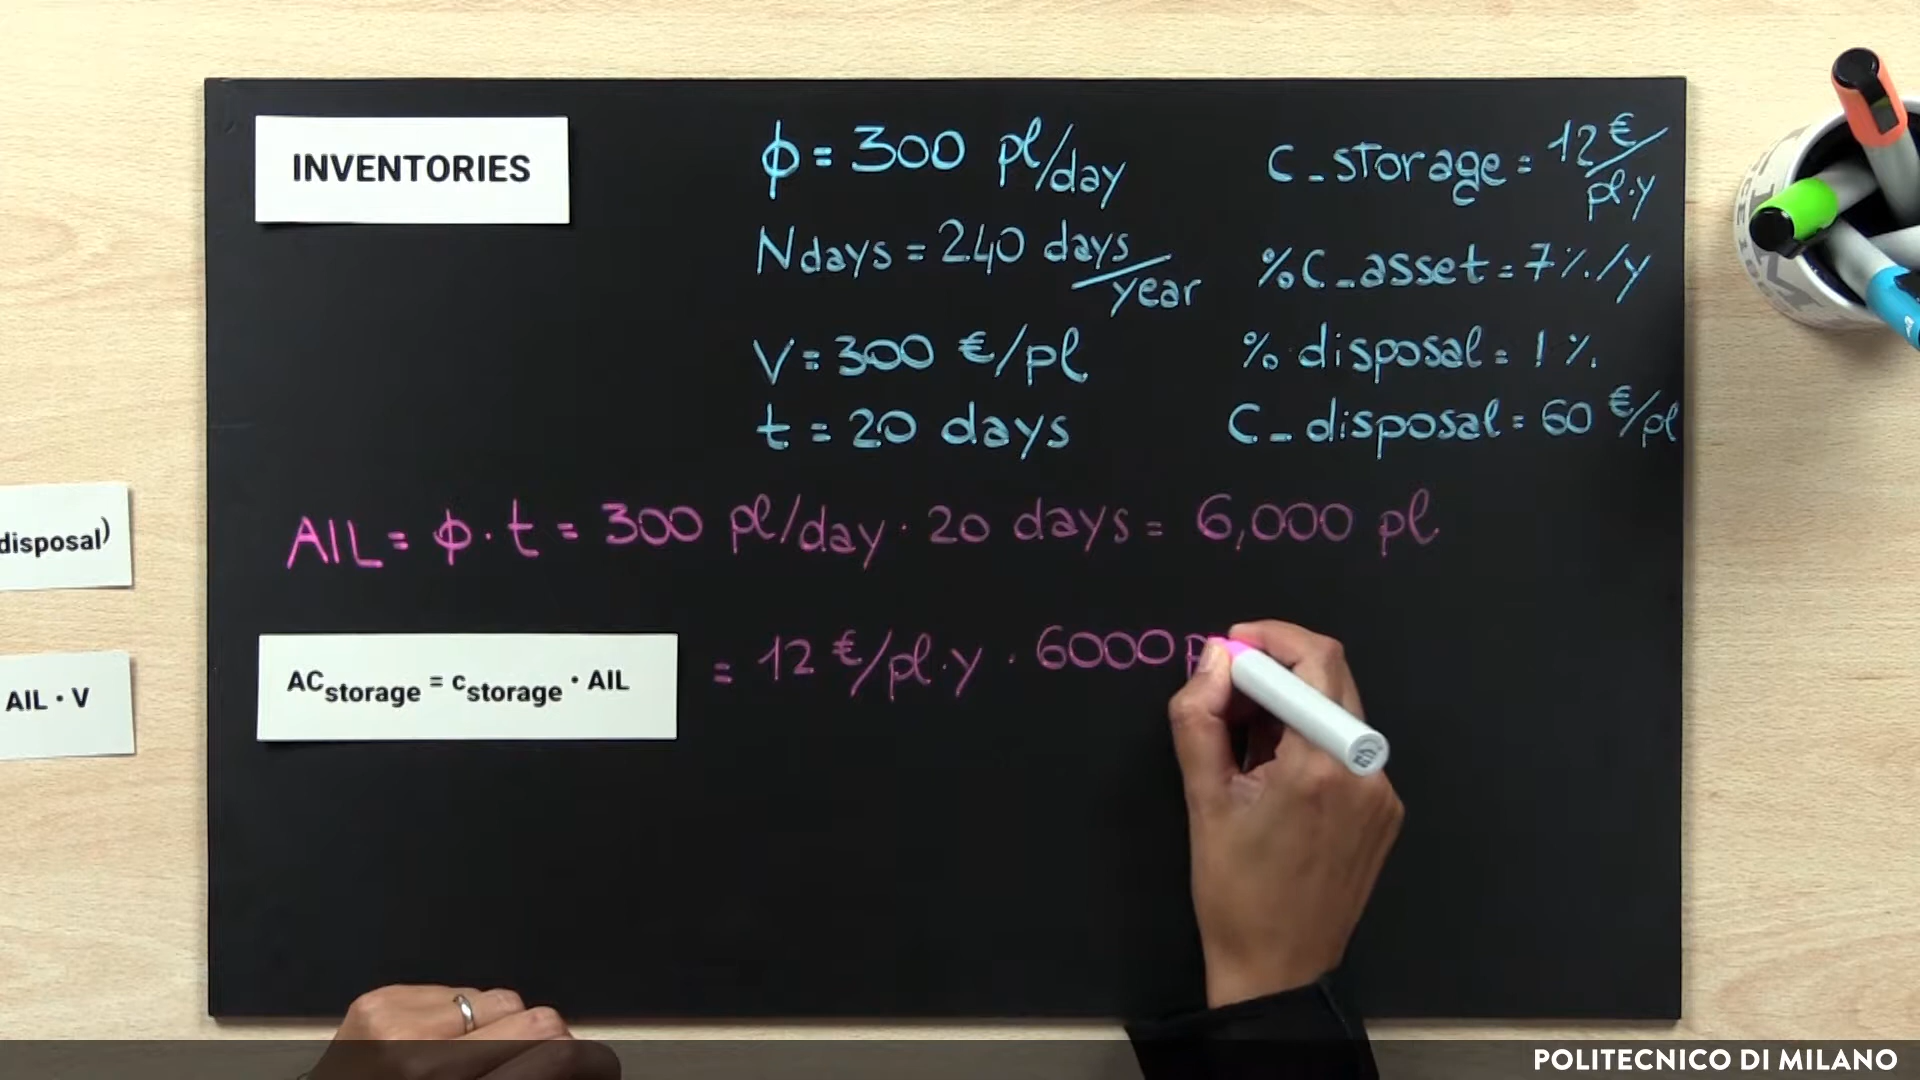 INVENTORIES
ϕ = 300 pl/day
Ndays = 240 days/year
V = 300 €/pl
t = 20 days
C_storage = 12 €/pl·y
%C_asset = 7%/y
% disposal = 1%
C_disposal = 60 €/pl
AIL = ϕ · t = 300 pl/day · 20 days = 6,000 pl
disposal)
ACstorage = cstorage · AIL = 12 €/pl·y · 6000 p
AIL · V
POLITECNICO DI MILANO